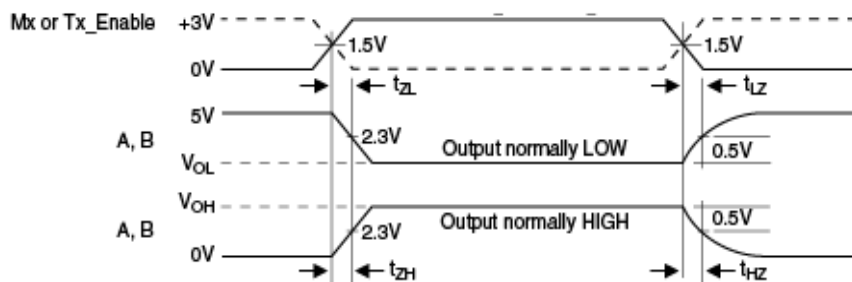 Mx or Tx_Enable
+3V
1.5V
1.5V
0V
tZL
tLZ
5V
A, B
2.3V
Output normally LOW
0.5V
VOL
VOH
Output normally HIGH
0.5V
A, B
2.3V
0V
tZH
tHZ